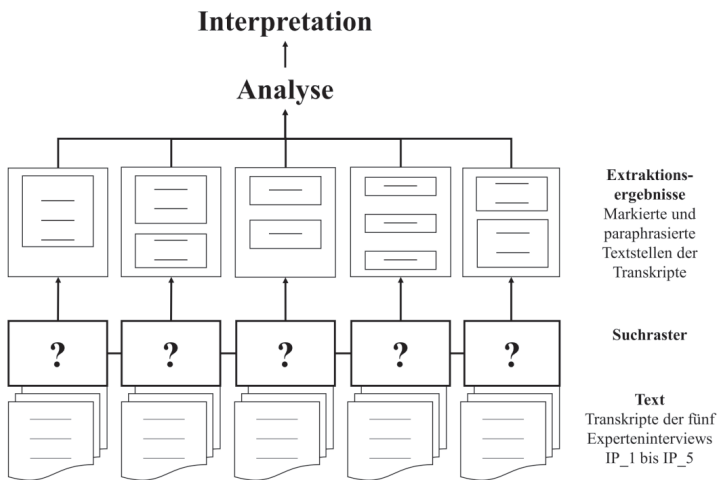 Interpretation
Analyse
Extraktions-
ergebnisse
Markierte und
paraphrasierte
Textstellen der
Transkripte
? ? ? ? ?
Suchraster
Text
Transkripte der fünf
Experteninterviews
IP_1 bis IP_5